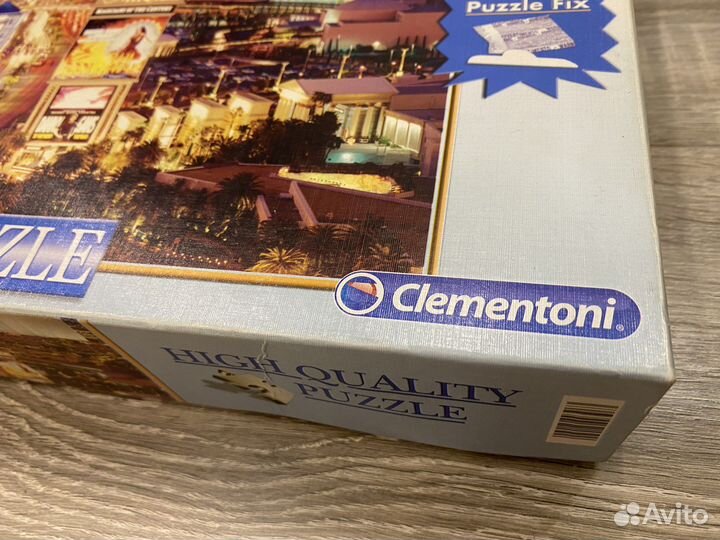 Puzzle Fix
ZLE
Clementoni
HIGH QUALITY
PUZZLE
Avito